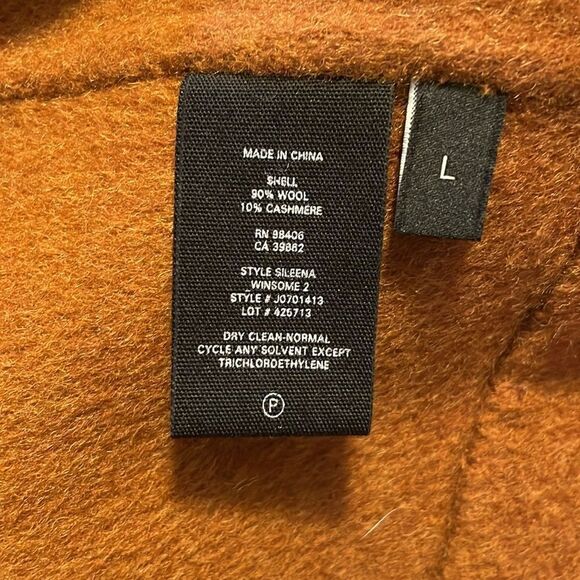 MADE IN CHINA
SHELL
90% WOOL
10% CASHMERE
RN 98406
CA 39862
STYLE SILEENA
_WINSOME 2
STYLE # J0701413
LOT # 425713
DRY CLEAN-NORMAL
CYCLE ANY SOLVENT EXCEPT
TRICHLOROETHYLENE
P
L